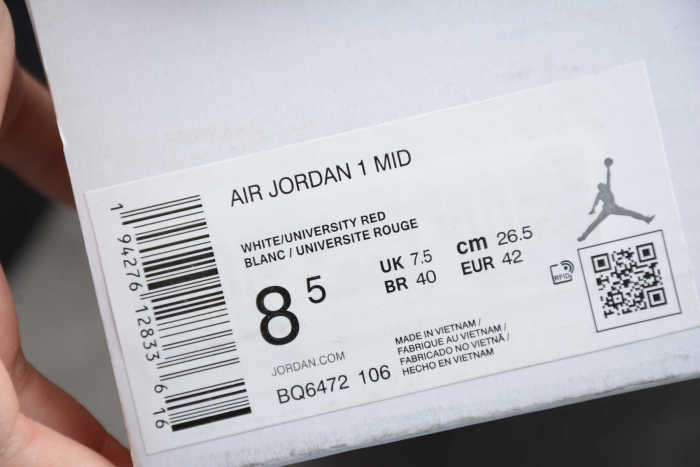 AIR JORDAN 1 MID
WHITE/UNIVERSITY RED
BLANC / UNIVERSITE ROUGE
8 5
UK 7.5
BR 40
cm 26.5
EUR 42
RFID
JORDAN.COM
BQ6472 106
MADE IN VIETNAM /
FABRIQUE AU VIETNAM /
FABRICADO NO VIETNÃ /
HECHO EN VIETNAM
1 94276 12833 6 16